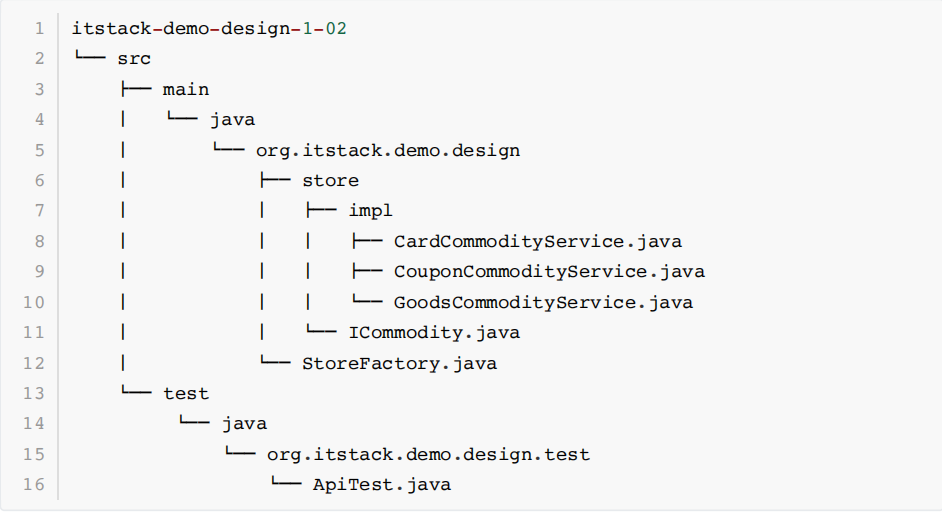 1 itstack-demo-design-1-02
2 └── src
3     ├── main
4     │   └── java
5     │       └── org.itstack.demo.design
6     │           ├── store
7     │           │   ├── impl
8     │           │   │   ├── CardCommodityService.java
9     │           │   │   ├── CouponCommodityService.java
10     │           │   │   └── GoodsCommodityService.java
11     │           │   └── ICommodity.java
12     │           └── StoreFactory.java
13     └── test
14          └── java
15              └── org.itstack.demo.design.test
16                  └── ApiTest.java